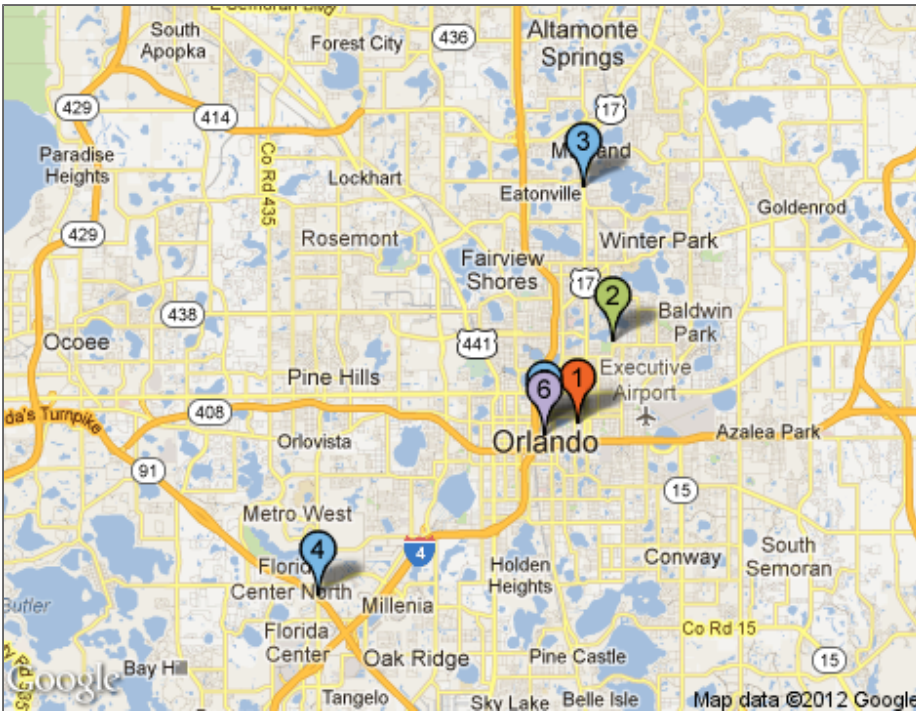 E Semoran Blvd
South
Apopka
Forest City
436
Altamonte
Springs
429
414
17
3
Paradise
Heights
Co Rd 435
Lockhart
Eatonville
Goldenrod
429
Rosemont
Winter Park
Fairview
Shores
17
2
438
Baldwin
Park
Ocoee
441
Pine Hills
6
1
Executive
Airport
da's Turnpike
408
Orlovista
Orlando
Azalea Park
91
15
Metro West
4
4
Conway
South
Semoran
Holden
Heights
Center North
Millenia
Butler
Florida
Center
Co Rd 15
Bay Hill
Oak Ridge
Pine Castle
15
Google
Tangelo
Sky Lake
Belle Isle
Map data ©2012 Google